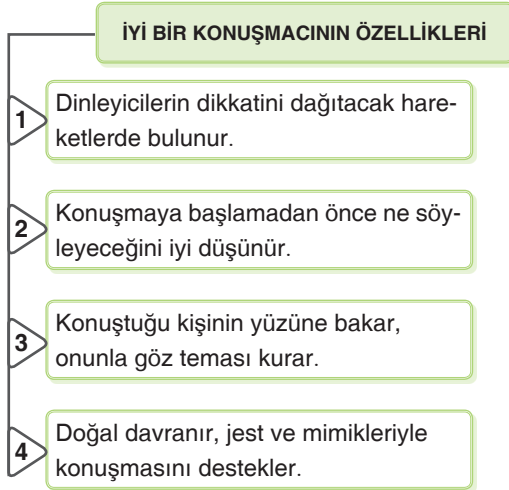 İYİ BİR KONUŞMACININ ÖZELLİKLERİ
1
Dinleyicilerin dikkatini dağıtacak hare-
ketlerde bulunur.
2
Konuşmaya başlamadan önce ne söy-
leyeceğini iyi düşünür.
3
Konuştuğu kişinin yüzüne bakar,
onunla göz teması kurar.
4
Doğal davranır, jest ve mimikleriyle
konuşmasını destekler.